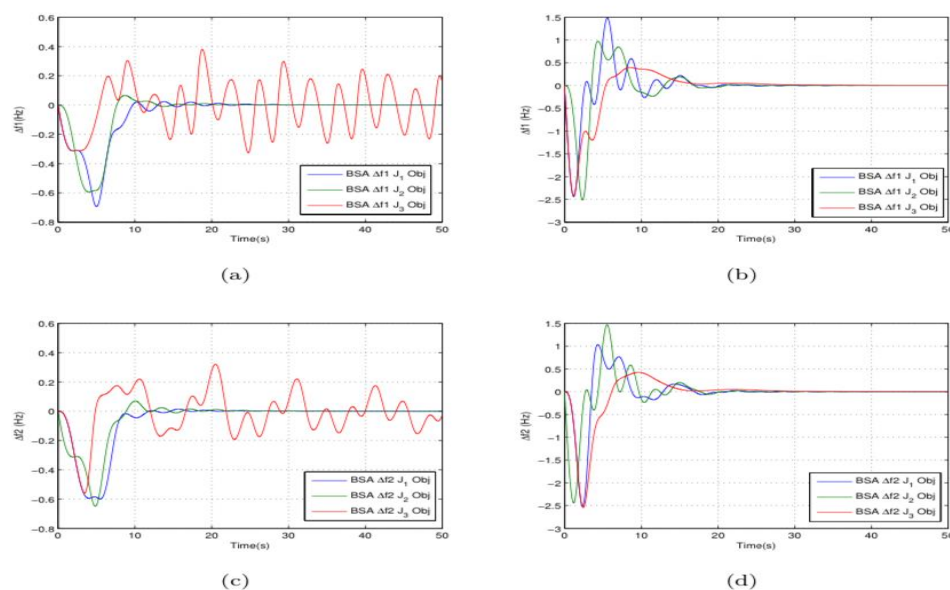 0.6
0.4
0.2
0
−0.2
−0.4
−0.6
−0.8
Δf1(Hz)
0 10 20 30 40 50
Time(s)
BSA Δf1 J1 Obj
BSA Δf1 J2 Obj
BSA Δf1 J3 Obj
(a)
1.5
1
0.5
0
−0.5
−1
−1.5
−2
−2.5
−3
Δf1 (Hz)
0 10 20 30 40 50
Time(s)
BSA Δf1 J1 Obj
BSA Δf1 J2 Obj
BSA Δf1 J3 Obj
(b)
0.6
0.4
0.2
0
−0.2
−0.4
−0.6
−0.8
Δf2 (Hz)
0 10 20 30 40 50
Time(s)
BSA Δf2 J1 Obj
BSA Δf2 J2 Obj
BSA Δf2 J3 Obj
(c)
1.5
1
0.5
0
−0.5
−1
−1.5
−2
−2.5
−3
Δf2 (Hz)
0 10 20 30 40 50
Time(s)
BSA Δf2 J1 Obj
BSA Δf2 J2 Obj
BSA Δf2 J3 Obj
(d)